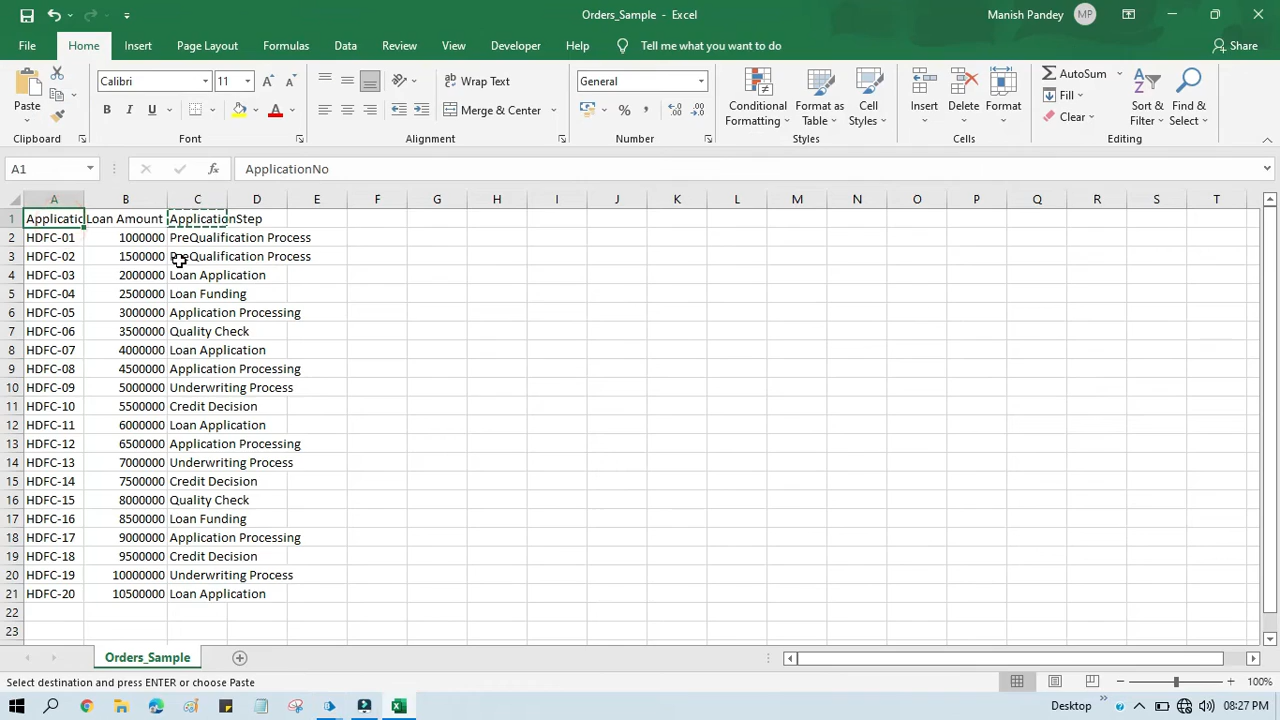 Orders_Sample - Excel
Manish Pandey MP
File Home Insert Page Layout Formulas Data Review View Developer Help Tell me what you want to do Share
Paste
Clipboard
Calibri 11
B I U A
Font
Wrap Text
Merge & Center
Alignment
General
% ,
Number
Conditional Formatting
Format as Table
Cell Styles
Styles
Insert
Delete
Format
Cells
AutoSum
Fill
Clear
Sort & Filter
Find & Select
Editing
A1 fx ApplicationNo
A B C D E F G H I J K L M N O P Q R S T
1 Applicatic Loan Amount ApplicationStep
2 HDFC-01 1000000 PreQualification Process
3 HDFC-02 1500000 PreQualification Process
4 HDFC-03 2000000 Loan Application
5 HDFC-04 2500000 Loan Funding
6 HDFC-05 3000000 Application Processing
7 HDFC-06 3500000 Quality Check
8 HDFC-07 4000000 Loan Application
9 HDFC-08 4500000 Application Processing
10 HDFC-09 5000000 Underwriting Process
11 HDFC-10 5500000 Credit Decision
12 HDFC-11 6000000 Loan Application
13 HDFC-12 6500000 Application Processing
14 HDFC-13 7000000 Underwriting Process
15 HDFC-14 7500000 Credit Decision
16 HDFC-15 8000000 Quality Check
17 HDFC-16 8500000 Loan Funding
18 HDFC-17 9000000 Application Processing
19 HDFC-18 9500000 Credit Decision
20 HDFC-19 10000000 Underwriting Process
21 HDFC-20 10500000 Loan Application
22
23
Orders_Sample
Select destination and press ENTER or choose Paste 100%
Desktop 08:27 PM